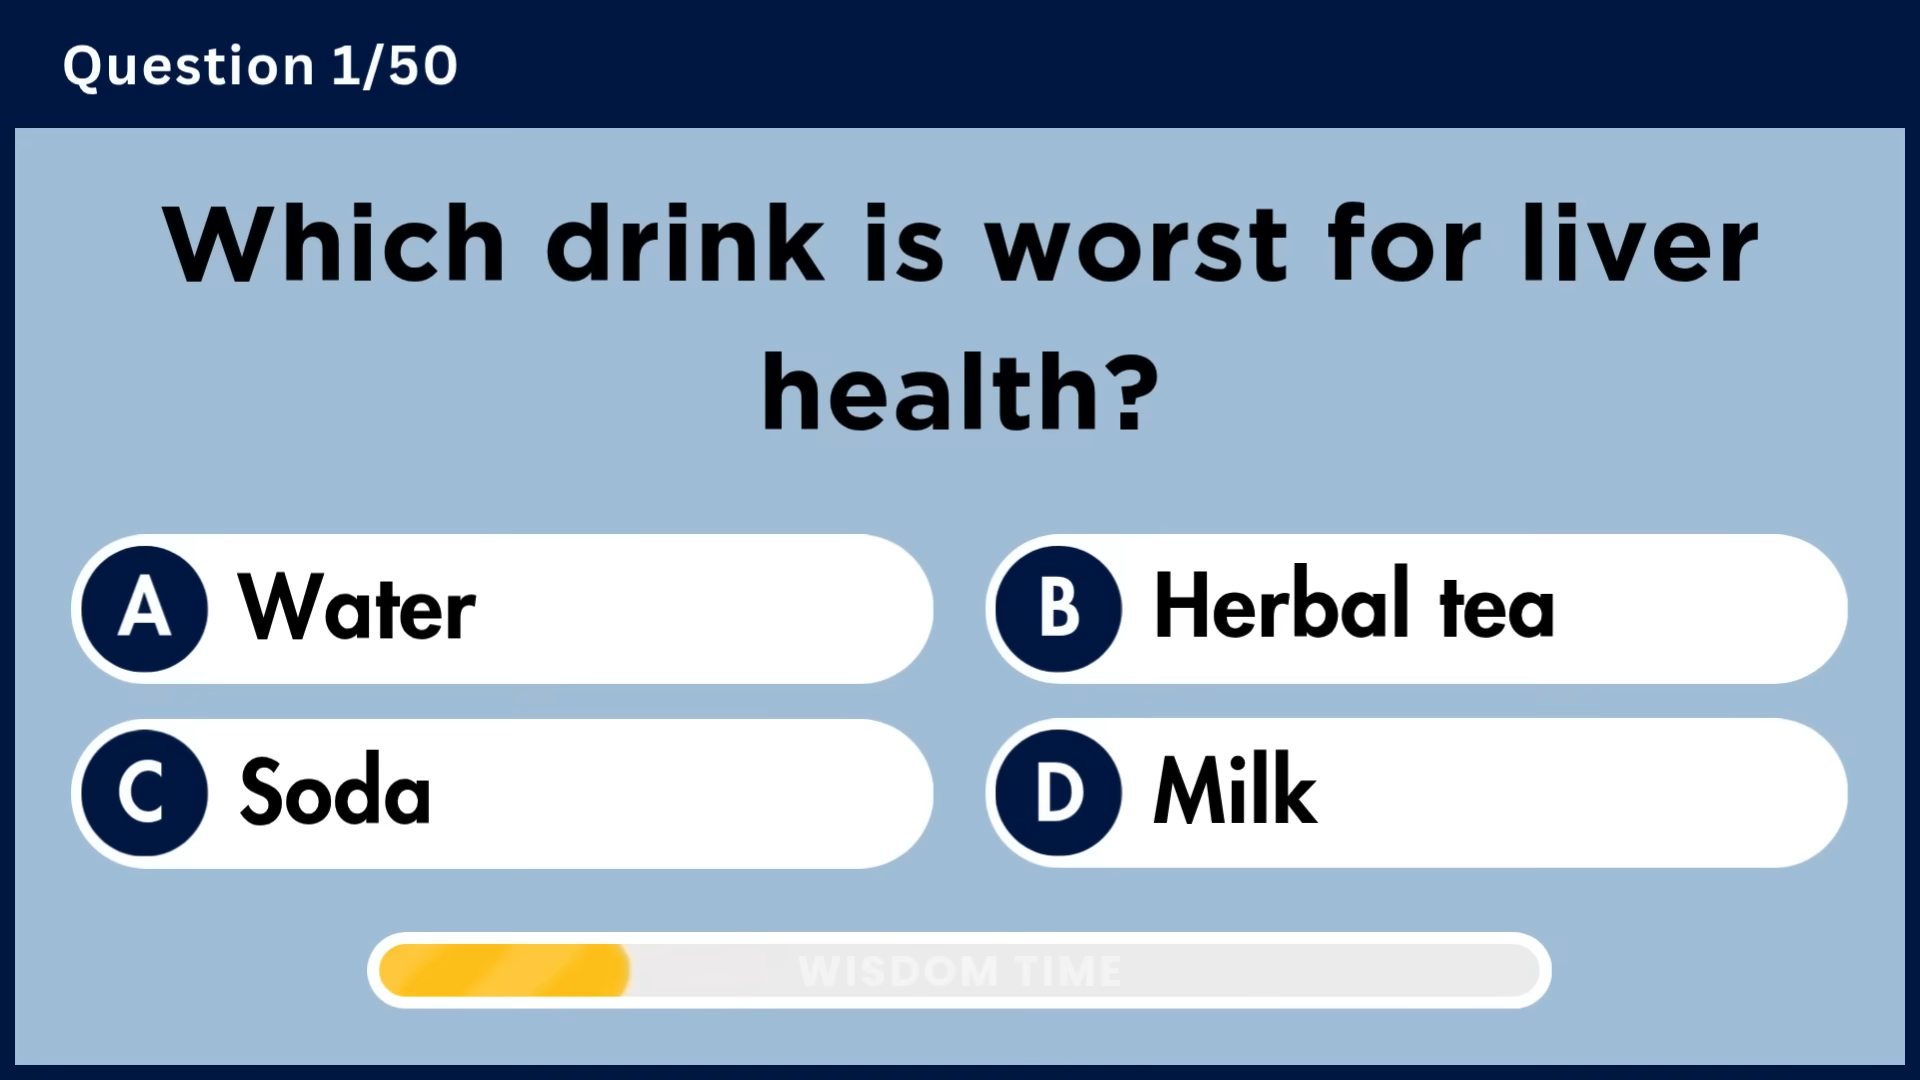 Question 1/50
Which drink is worst for liver
health?
A Water
B Herbal tea
C Soda
D Milk
WISDOM TIME